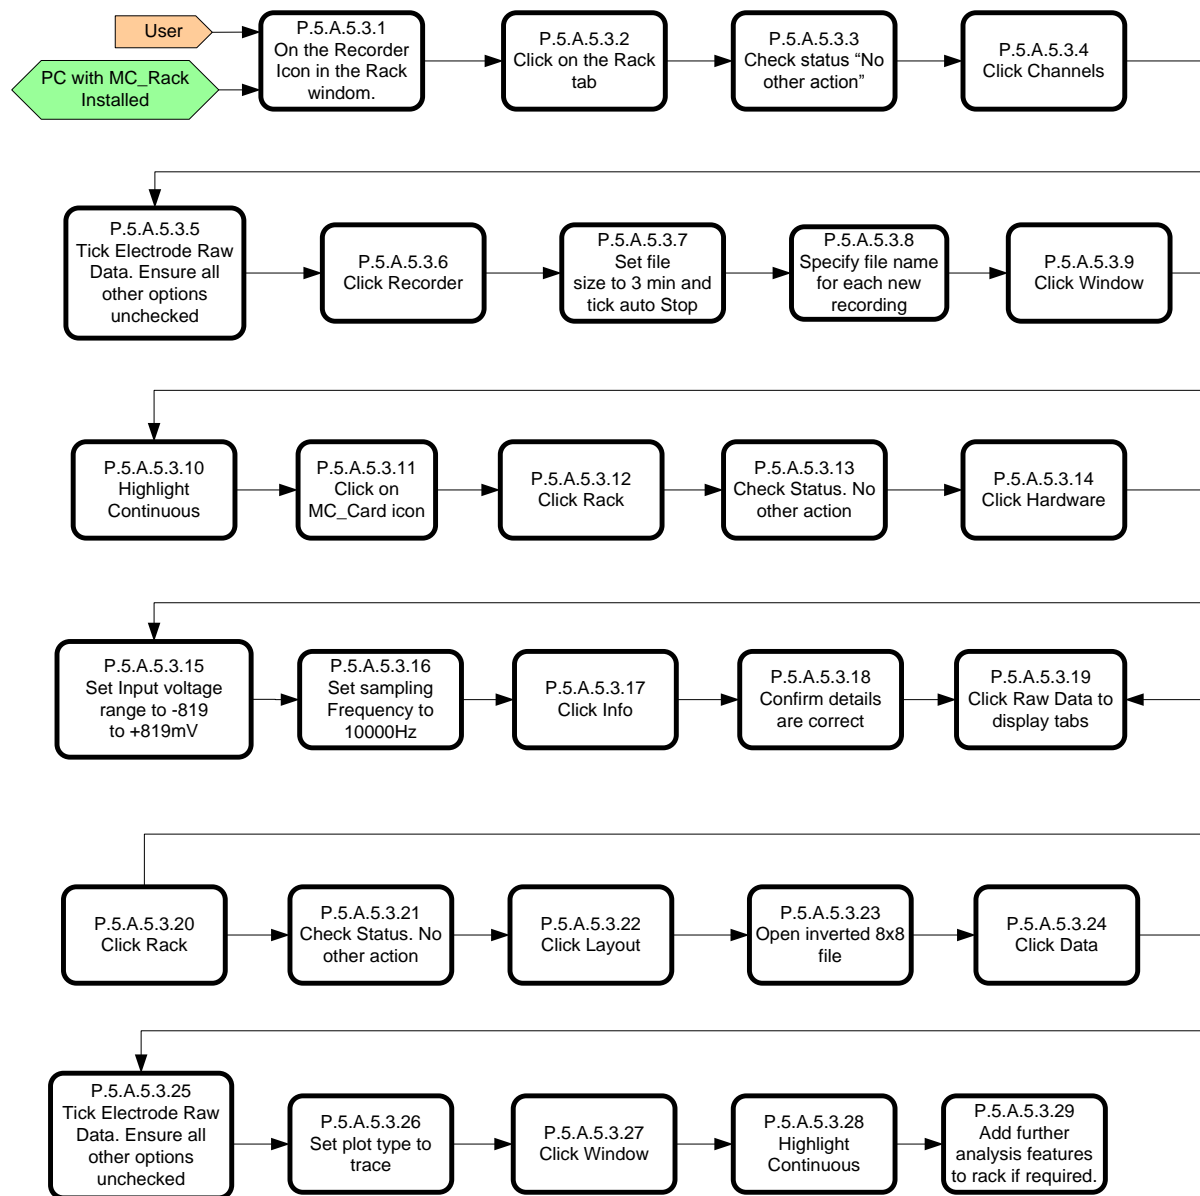 User
PC with MC_Rack
Installed
P.5.A.5.3.1
On the Recorder
Icon in the Rack
windom.
P.5.A.5.3.2
Click on the Rack
tab
P.5.A.5.3.3
Check status “No
other action”
P.5.A.5.3.4
Click Channels
P.5.A.5.3.5
Tick Electrode Raw
Data. Ensure all
other options
unchecked
P.5.A.5.3.6
Click Recorder
P.5.A.5.3.7
Set file
size to 3 min and
tick auto Stop
P.5.A.5.3.8
Specify file name
for each new
recording
P.5.A.5.3.9
Click Window
P.5.A.5.3.10
Highlight
Continuous
P.5.A.5.3.11
Click on
MC_Card icon
P.5.A.5.3.12
Click Rack
P.5.A.5.3.13
Check Status. No
other action
P.5.A.5.3.14
Click Hardware
P.5.A.5.3.15
Set Input voltage
range to -819
to +819mV
P.5.A.5.3.16
Set sampling
Frequency to
10000Hz
P.5.A.5.3.17
Click Info
P.5.A.5.3.18
Confirm details
are correct
P.5.A.5.3.19
Click Raw Data to
display tabs
P.5.A.5.3.20
Click Rack
P.5.A.5.3.21
Check Status. No
other action
P.5.A.5.3.22
Click Layout
P.5.A.5.3.23
Open inverted 8x8
file
P.5.A.5.3.24
Click Data
P.5.A.5.3.25
Tick Electrode Raw
Data. Ensure all
other options
unchecked
P.5.A.5.3.26
Set plot type to
trace
P.5.A.5.3.27
Click Window
P.5.A.5.3.28
Highlight
Continuous
P.5.A.5.3.29
Add further
analysis features
to rack if required.